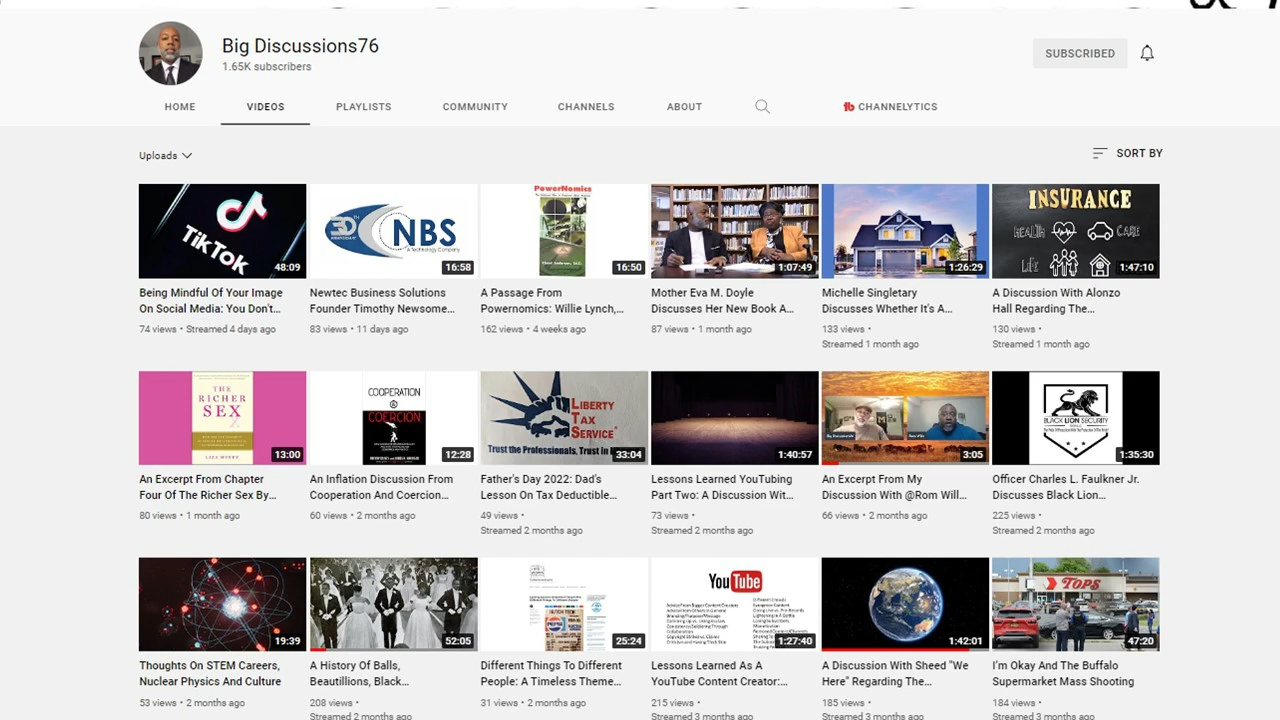 Big Discussions76
1.65K subscribers
SUBSCRIBED
HOME
VIDEOS
PLAYLISTS
COMMUNITY
CHANNELS
ABOUT
CHANNELYTICS
Uploads
SORT BY
TikTok
48:09
Being Mindful Of Your Image
On Social Media: You Don't...
74 views • Streamed 4 days ago
30TH
NBS
A Technology Company
16:58
Newtec Business Solutions
Founder Timothy Newsome...
83 views • 11 days ago
PowerNomics
16:50
A Passage From
Powernomics: Willie Lynch,...
162 views • 4 weeks ago
1:07:49
Mother Eva M. Doyle
Discusses Her New Book A...
87 views • 1 month ago
1:26:29
Michelle Singletary
Discusses Whether It's A...
133 views •
Streamed 1 month ago
INSURANCE
HEALTH
CAR
LIFE
1:47:10
A Discussion With Alonzo
Hall Regarding The...
130 views •
Streamed 1 month ago
THE
RICHER
SEX
LIZA MUNDY
13:00
An Excerpt From Chapter
Four Of The Richer Sex By...
80 views • 1 month ago
COOPERATION
&
COERCION
12:28
An Inflation Discussion From
Cooperation And Coercion...
60 views • 2 months ago
LIBERTY
TAX
SERVICE
Trust the Professionals, Trust in
33:04
Father's Day 2022: Dad's
Lesson On Tax Deductible...
49 views •
Streamed 2 months ago
1:40:57
Lessons Learned YouTubing
Part Two: A Discussion Wit...
73 views •
Streamed 2 months ago
3:05
An Excerpt From My
Discussion With @Rom Will...
66 views • 2 months ago
BLACK LION SECURITY
1:35:30
Officer Charles L. Faulkner Jr.
Discusses Black Lion...
225 views •
Streamed 2 months ago
19:39
Thoughts On STEM Careers,
Nuclear Physics And Culture
53 views • 2 months ago
52:05
A History Of Balls,
Beautillions, Black...
208 views •
Streamed 2 months ago
25:24
Different Things To Different
People: A Timeless Theme...
31 views • 2 months ago
YouTube
1:27:40
Lessons Learned As A
YouTube Content Creator:...
215 views •
Streamed 3 months ago
1:42:01
A Discussion With Sheed "We
Here" Regarding The...
185 views •
Streamed 3 months ago
TOPS
47:20
I'm Okay And The Buffalo
Supermarket Mass Shooting
184 views •
Streamed 3 months ago